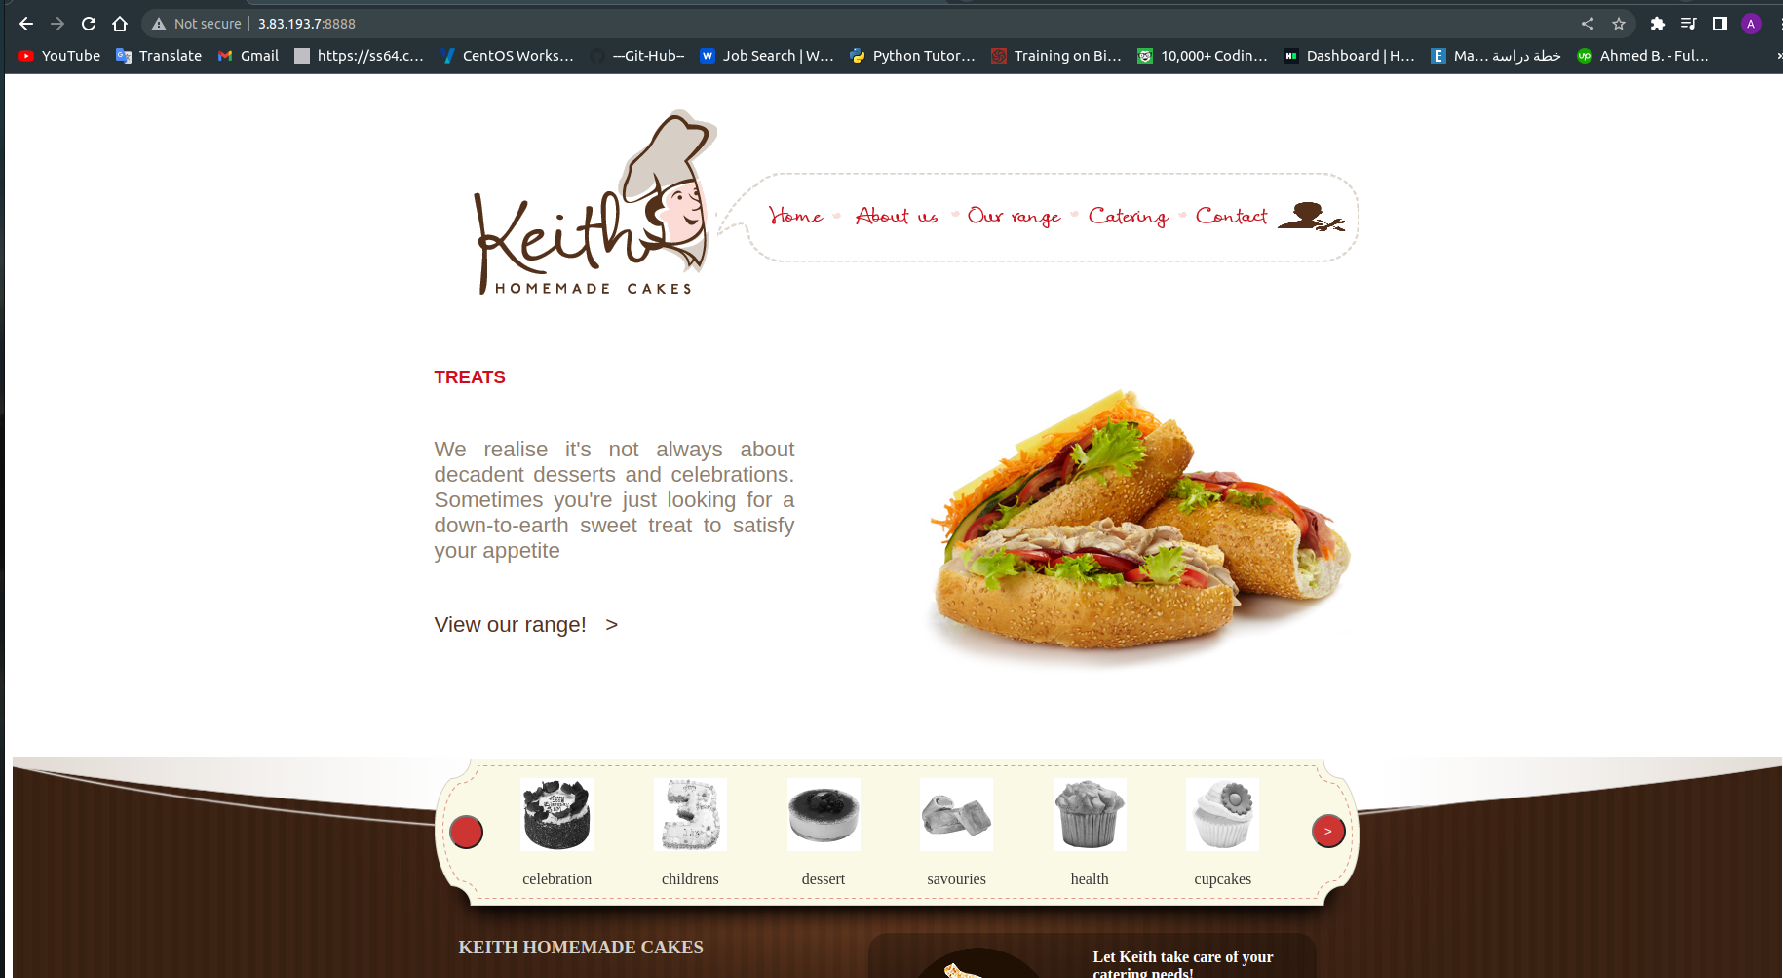 Not secure | 3.83.193.7:8888
A
YouTube Translate Gmail https://ss64.c... CentOS Works... ---Git-Hub-- Job Search | W... Python Tutor... Training on Bi... 10,000+ Codin... Dashboard | H... Ma... خطة دراسة Ahmed B. - Ful... »
Keith
HOMEMADE CAKES
Home About us Our range Catering Contact
TREATS
We realise it's not always about
decadent desserts and celebrations.
Sometimes you're just looking for a
down-to-earth sweet treat to satisfy
your appetite
View our range! >
>
celebration childrens dessert savouries health cupcakes
KEITH HOMEMADE CAKES
Let Keith take care of your
catering needs!